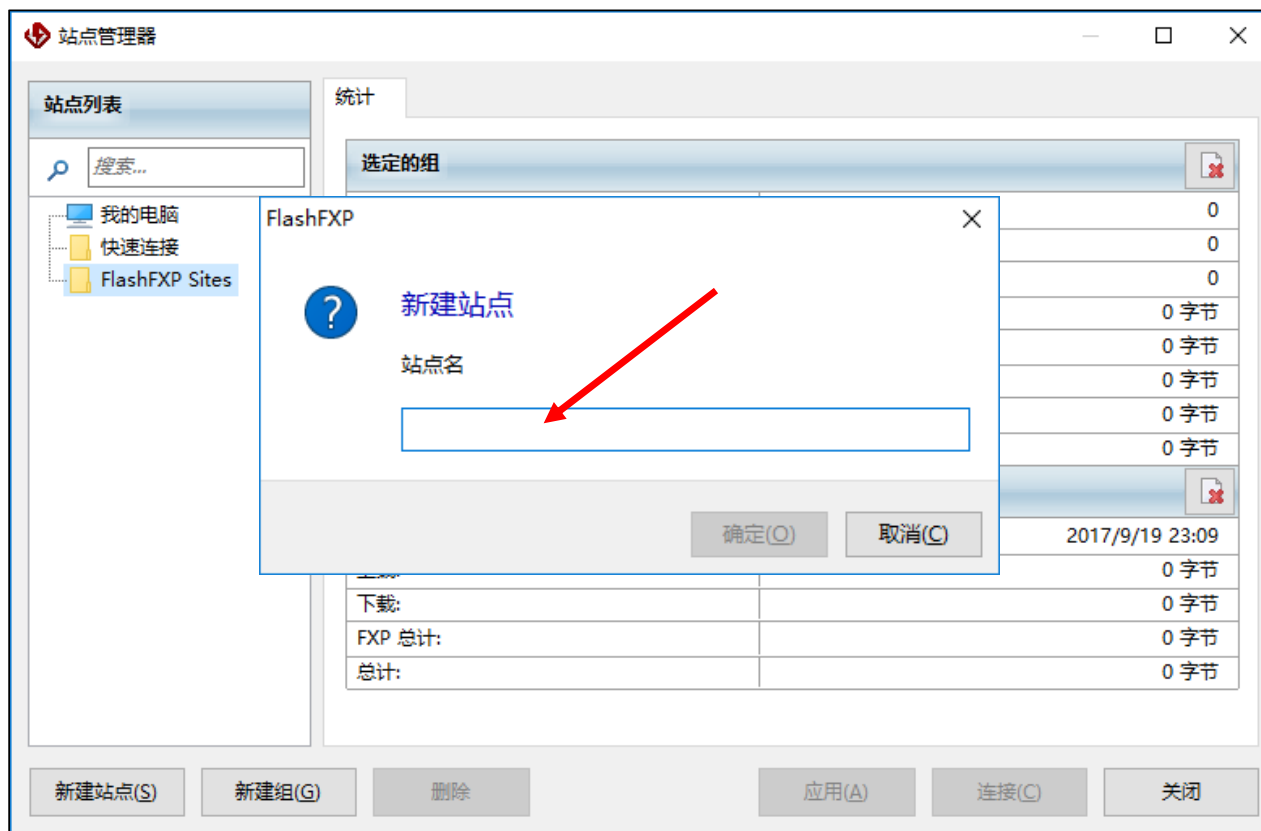 站点管理器
站点列表
搜索...
我的电脑
快速连接
FlashFXP Sites
统计
选定的组
0
0
0
0 字节
0 字节
0 字节
0 字节
0 字节
FlashFXP
新建站点
站点名
确定(O)
取消(C)
2017/9/19 23:09
0 字节
下载:
0 字节
FXP 总计:
0 字节
总计:
0 字节
新建站点(S)
新建组(G)
删除
应用(A)
连接(C)
关闭